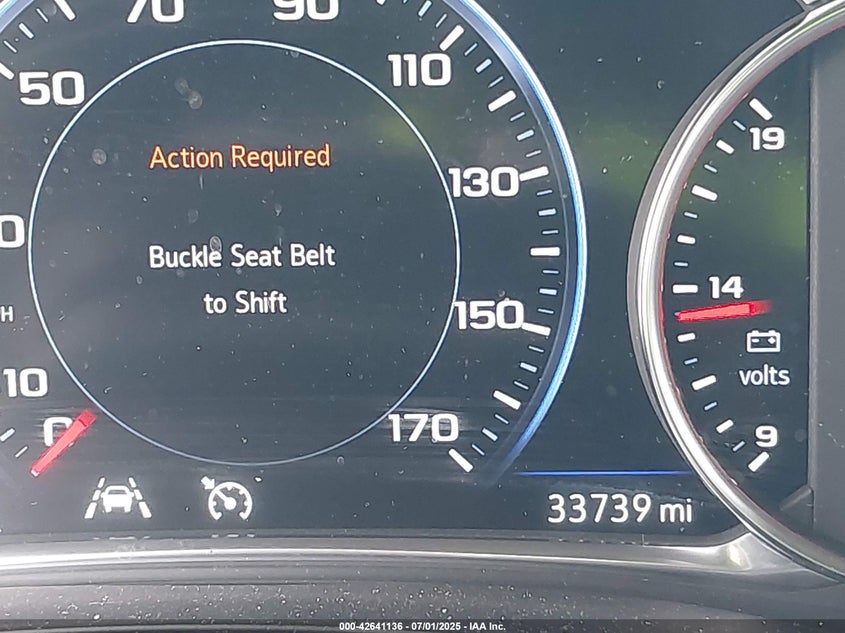 70
90
50
110
Action Required
19
130
Buckle Seat Belt
to Shift
14
150
volts
10
0
170
9
33739 mi
000-42641136 - 07/01/2025 - IAA Inc.